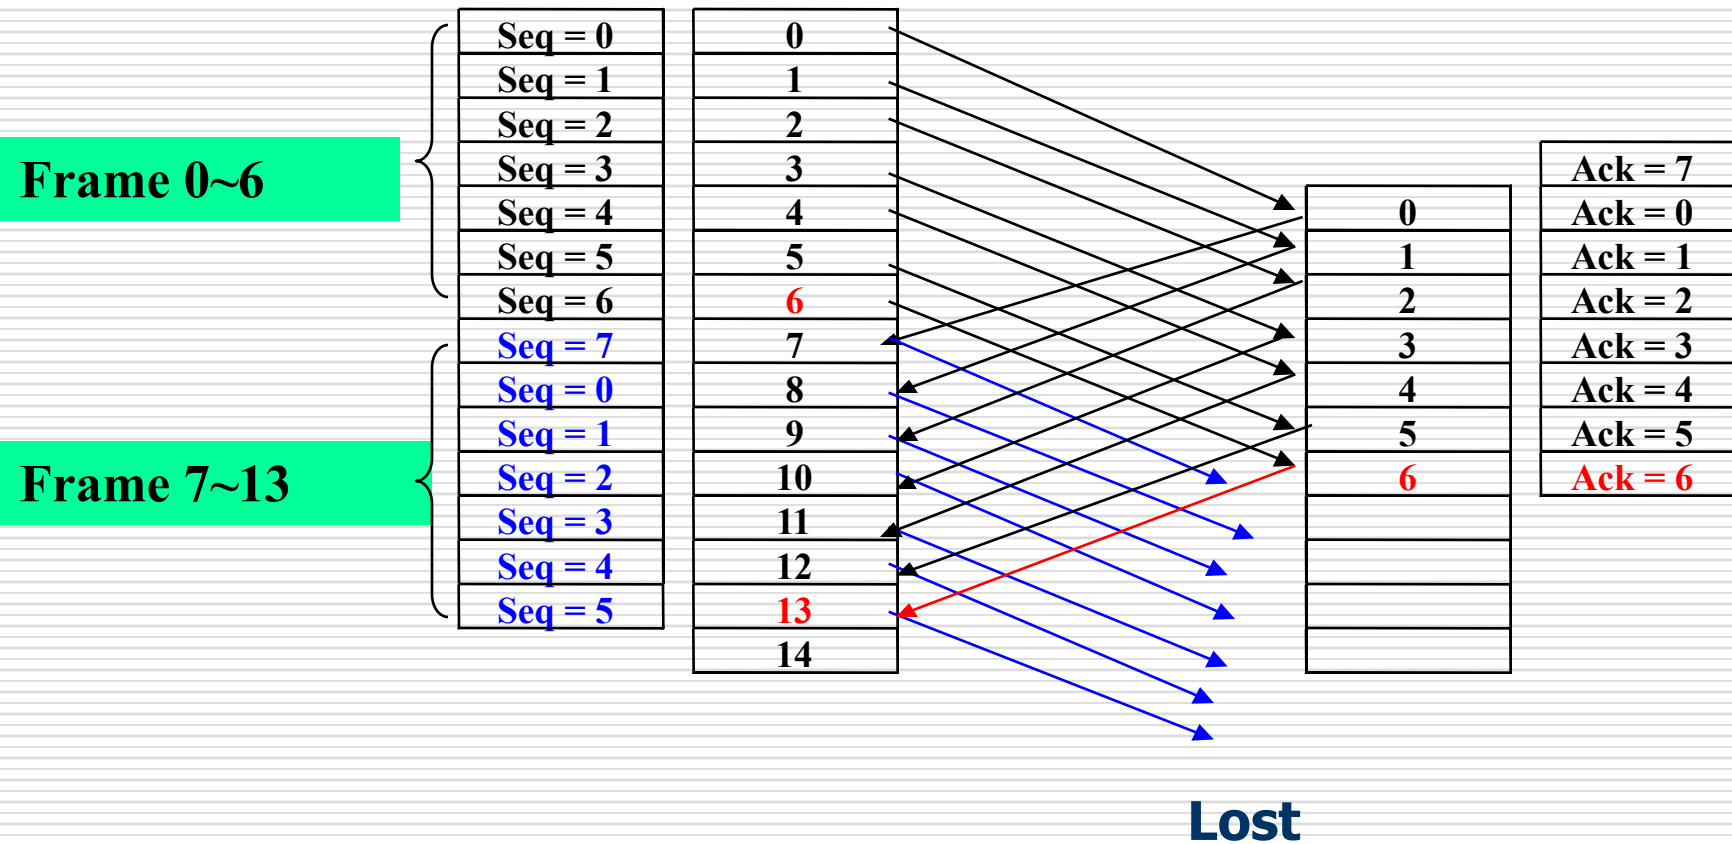 Seq = 0 0
Seq = 1 1
Seq = 2 2
Seq = 3 3 Ack = 7
Frame 0~6
Seq = 4 4 0 Ack = 0
Seq = 5 5 1 Ack = 1
Seq = 6 6 2 Ack = 2
Seq = 7 7 3 Ack = 3
Seq = 0 8 4 Ack = 4
Seq = 1 9 5 Ack = 5
Frame 7~13
Seq = 2 10 6 Ack = 6
Seq = 3 11
Seq = 4 12
Seq = 5 13
14
Lost